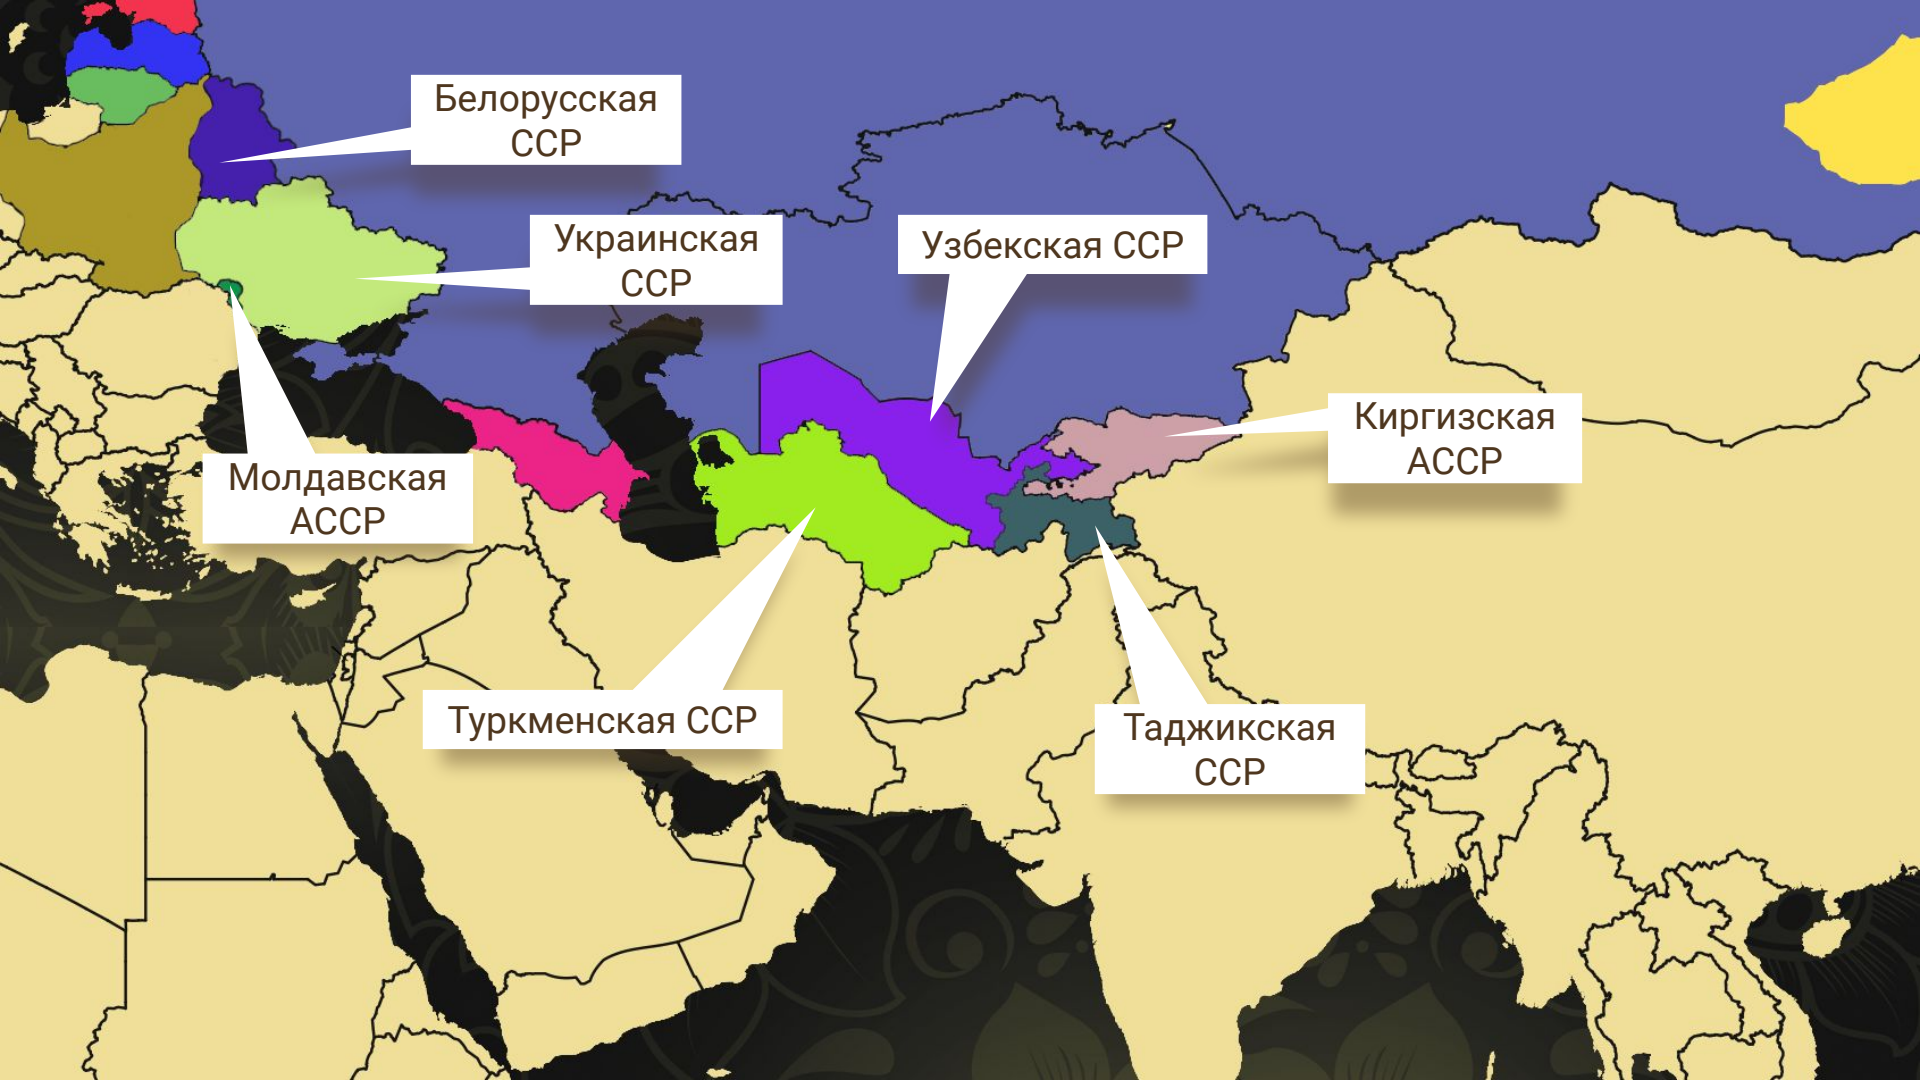 Белорусская
ССР
Украинская
ССР
Узбекская ССР
Киргизская
АССР
Молдавская
АССР
Туркменская ССР
Таджикская
ССР